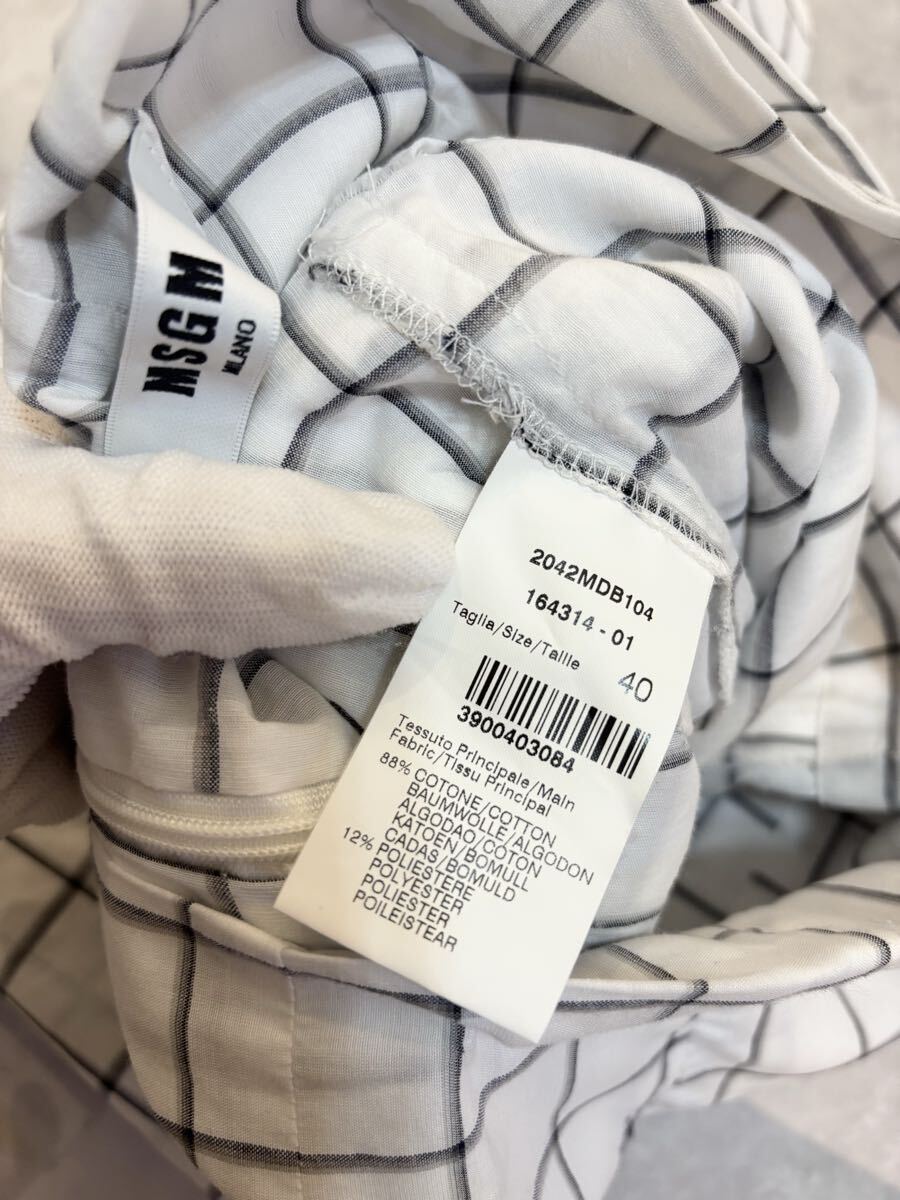 MSGM
MILANO
2042MDB104
164314-01
Taglia/Size/Taille
40
3900403084
Tessuto Principale/Main
Fabric/Tissu Principal
88% COTONE/COTTON
BAUMWOLLE/ALGODON
ALGODAO/COTON
KATOEN/BOMULL
CADAS/BOMULD
12% POLIESTERE
POLYESTER
POLIESTER
POILEISTEAR